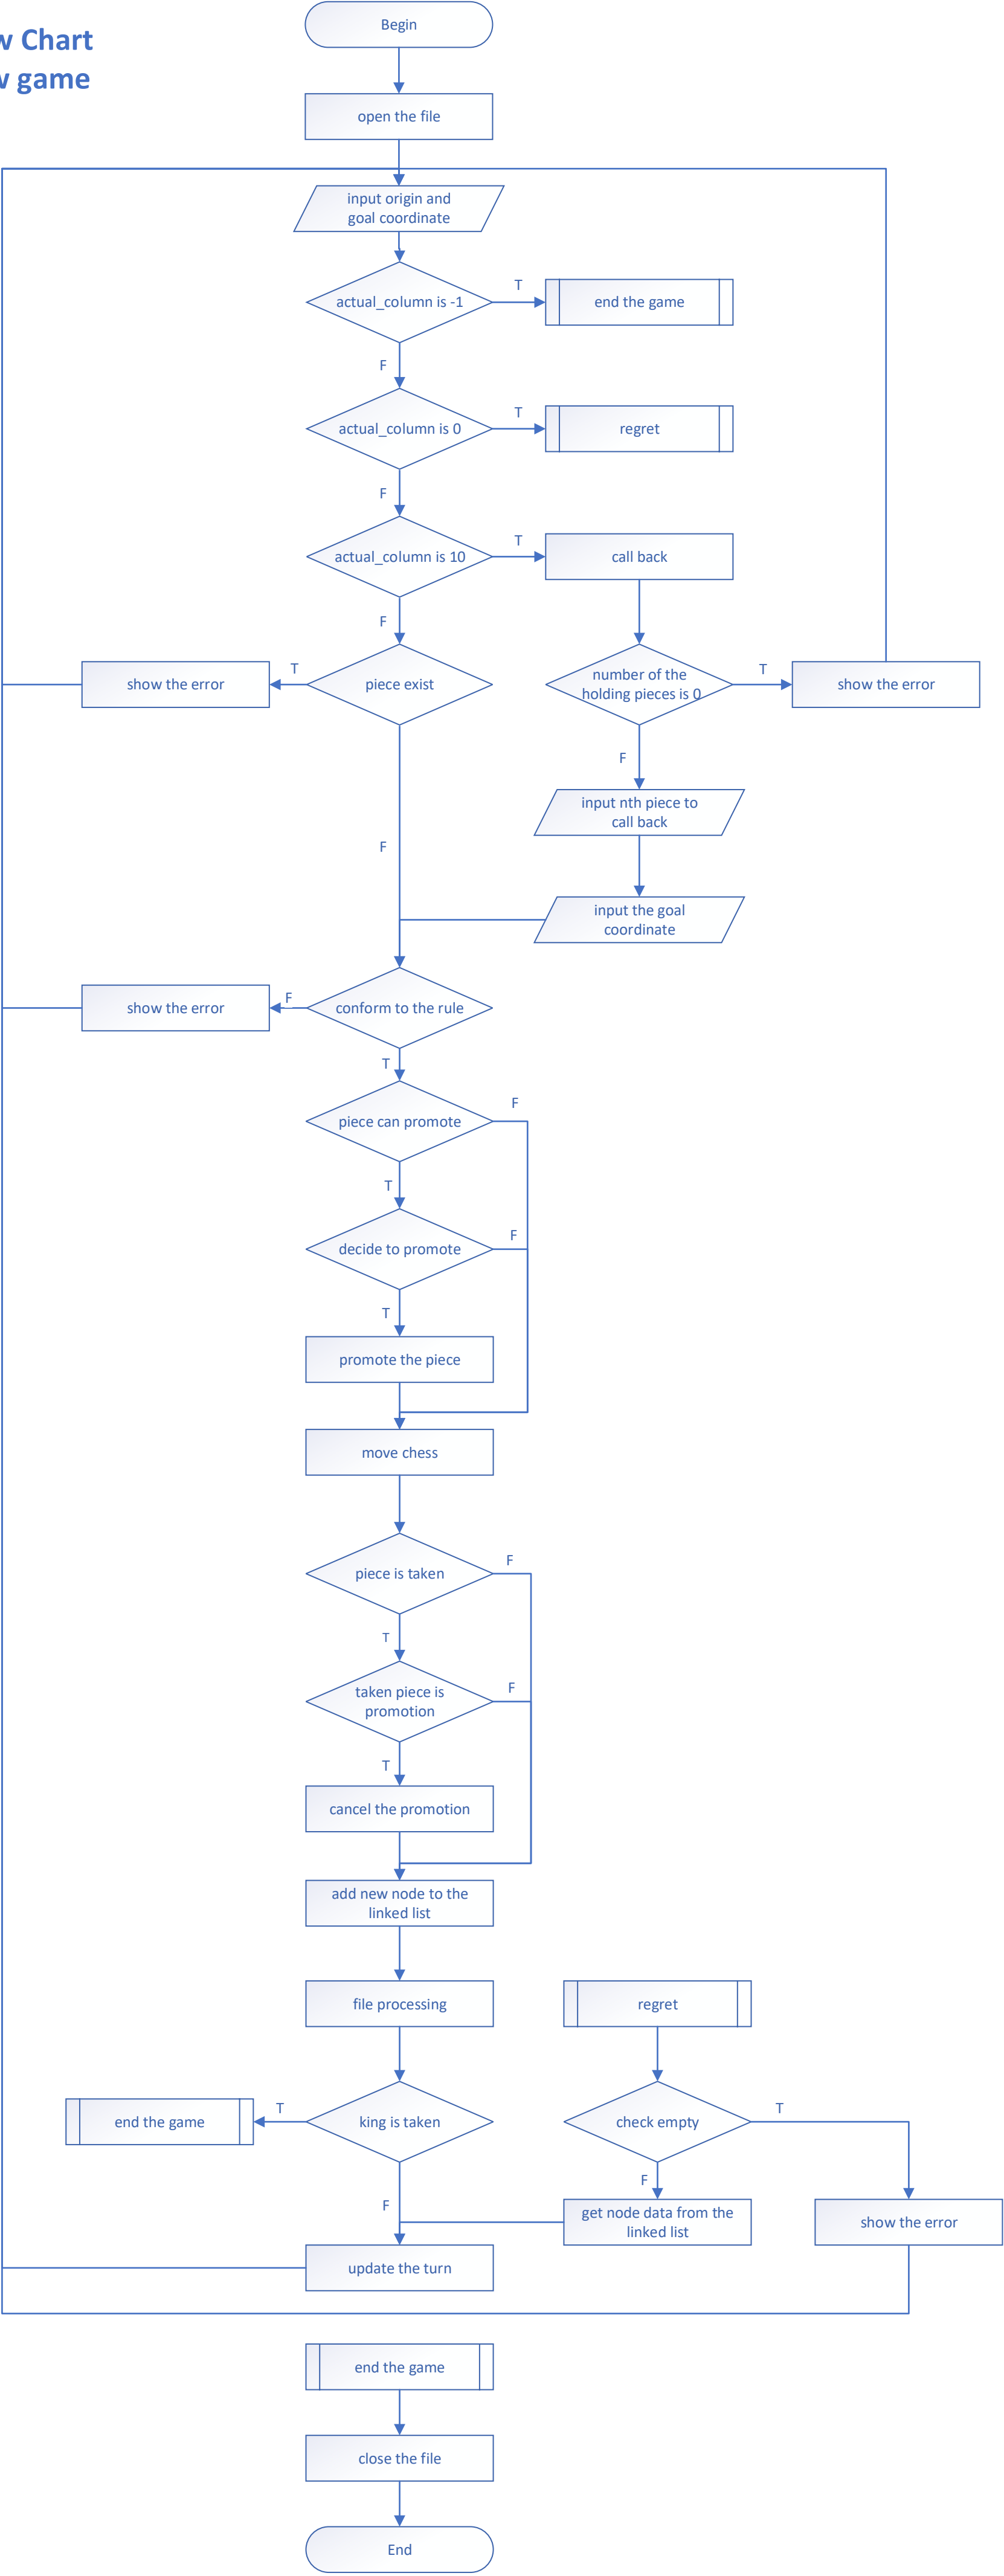 w Chart
w game
Begin
open the file
input origin and
goal coordinate
actual_column is -1
T
end the game
F
actual_column is 0
T
regret
F
actual_column is 10
T
call back
F
show the error
T
piece exist
number of the
holding pieces is 0
T
show the error
F
input nth piece to
call back
F
input the goal
coordinate
show the error
F
conform to the rule
T
piece can promote
F
T
decide to promote
F
T
promote the piece
move chess
piece is taken
F
T
taken piece is
promotion
F
T
cancel the promotion
add new node to the
linked list
file processing
regret
end the game
T
king is taken
check empty
T
F
F
get node data from the
linked list
show the error
update the turn
end the game
close the file
End